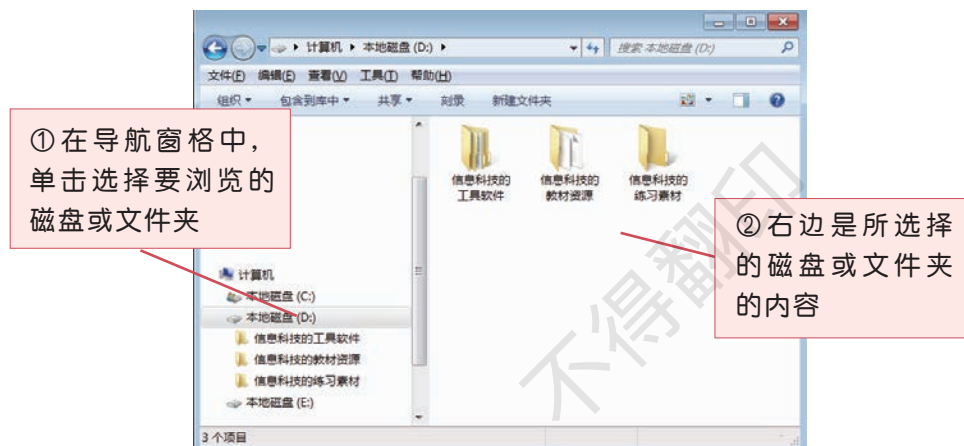 计算机 本地磁盘 (D:)
搜索 本地磁盘 (D:)
文件(F) 编辑(E) 查看(V) 工具(T) 帮助(H)
组织 包含到库中 共享 刻录 新建文件夹
①在导航窗格中，
单击选择要浏览的
磁盘或文件夹
信息科技的
工具软件
信息科技的
教材资源
信息科技的
练习素材
②右边是所选择
的磁盘或文件夹
的内容
计算机
本地磁盘 (C:)
本地磁盘 (D:)
信息科技的工具软件
信息科技的教材资源
信息科技的练习素材
本地磁盘 (E:)
3 个项目
不得翻印